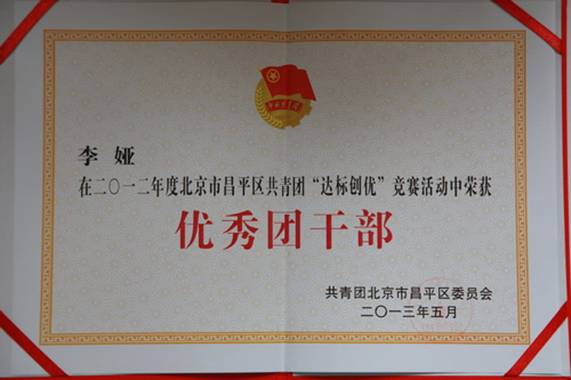 李娅
在二〇一二年度北京市昌平区共青团“达标创优”竞赛活动中荣获
优秀团干部
共青团北京市昌平区委员会
二〇一三年五月